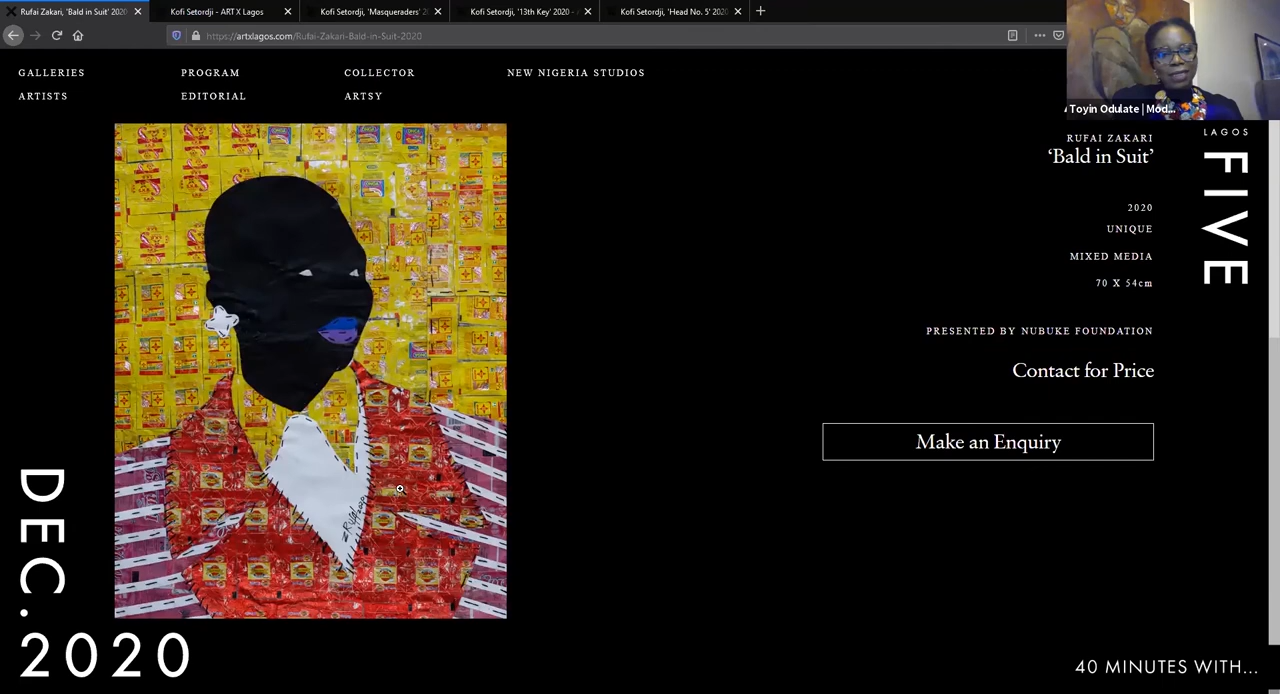 Rufai Zakari, 'Bald in Suit' 2020
Kofi Setordji - ART X Lagos
Kofi Setordji, 'Masqueraders' 2
Kofi Setordji, '13th Key' 2020 -
Kofi Setordji, 'Head No. 5' 2020
https://artxlagos.com/Rufai-Zakari-Bald-in-Suit-2020
Toyin Odulate | Mod...
GALLERIES
PROGRAM
COLLECTOR
NEW NIGERIA STUDIOS
ARTISTS
EDITORIAL
ARTSY
LAGOS
FIVE
RUFAI ZAKARI
‘Bald in Suit’
2020
UNIQUE
MIXED MEDIA
70 X 54cm
PRESENTED BY NUBUKE FOUNDATION
Contact for Price
Make an Enquiry
DEC.
2020
40 MINUTES WITH...